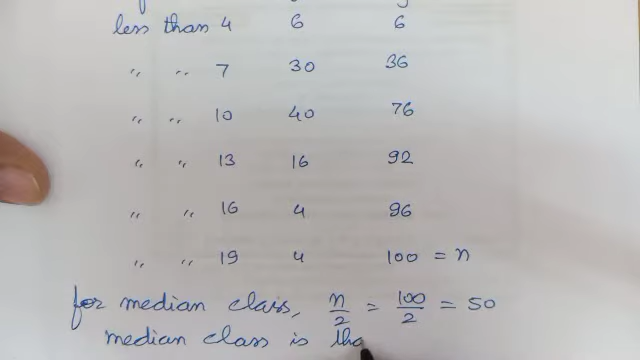 less than 4 6 6
" " 7 30 36
" " 10 40 76
" " 13 16 92
" " 16 4 96
" " 19 4 100 = n
for median class, n/2 = 100/2 = 50
median class is tha